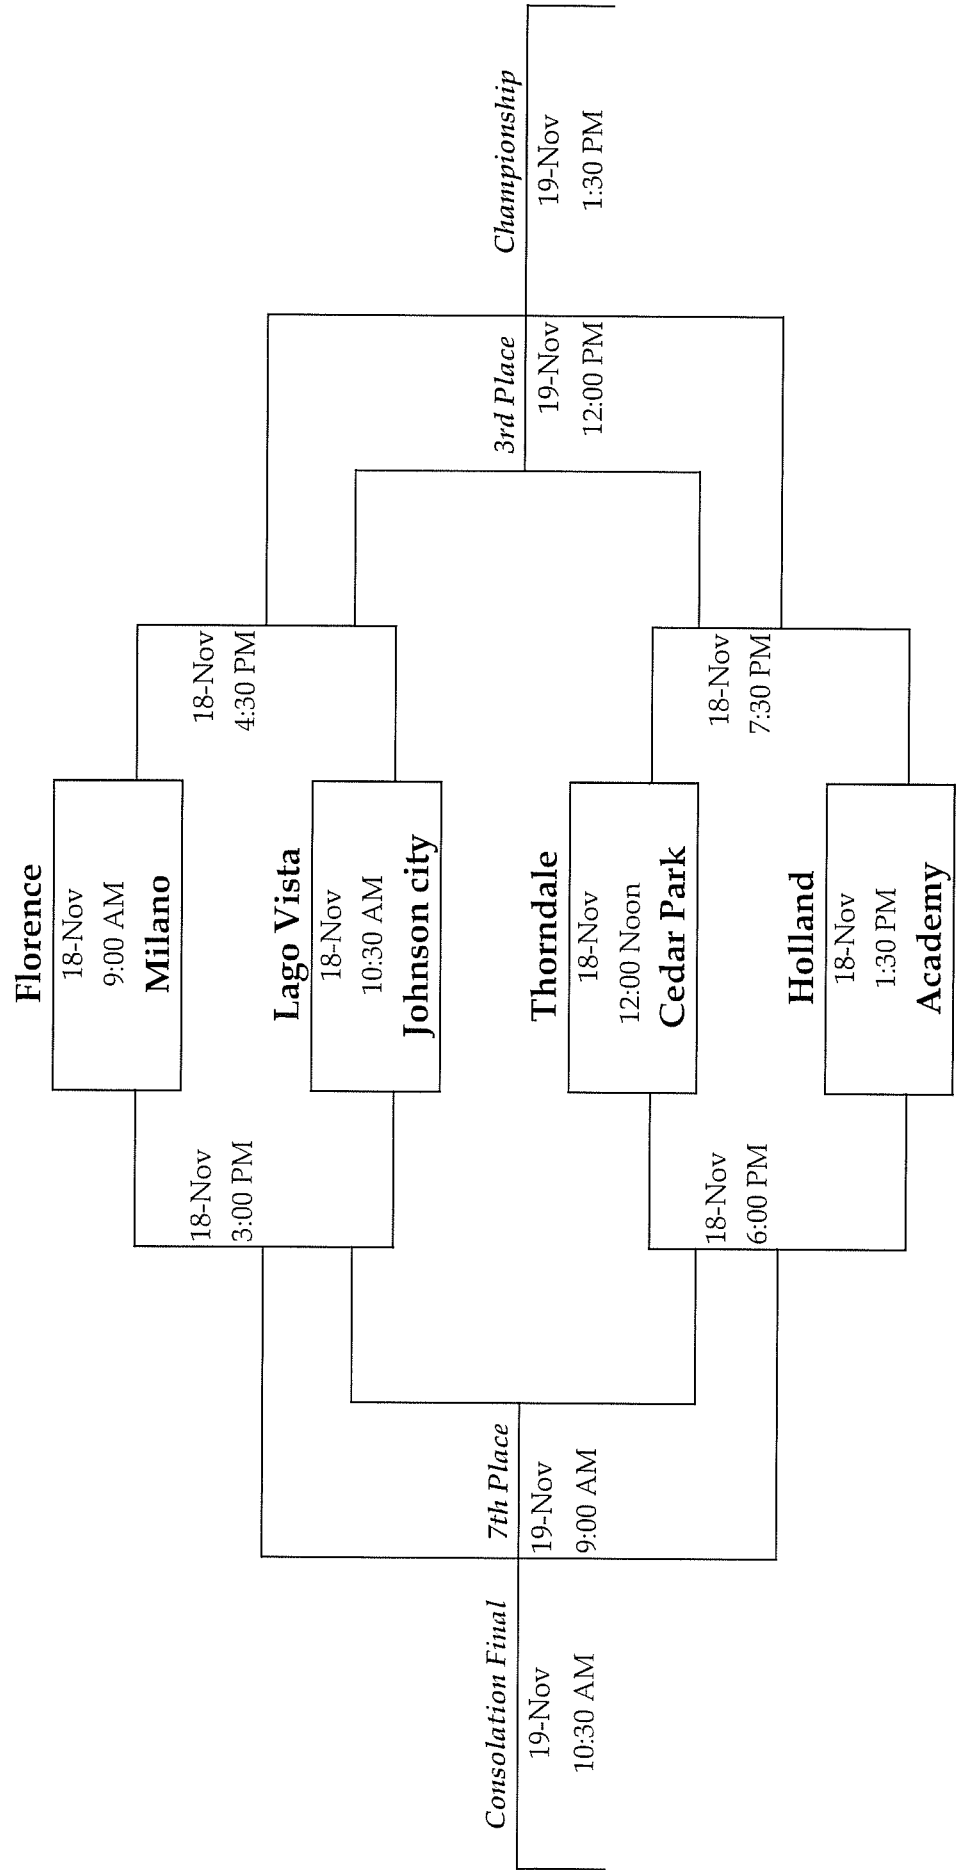 Florence
18-Nov
9:00 AM
Milano
18-Nov
3:00 PM
18-Nov
4:30 PM
Lago Vista
18-Nov
10:30 AM
Johnson city
Consolation Final
19-Nov
10:30 AM
7th Place
19-Nov
9:00 AM
3rd Place
19-Nov
12:00 PM
Championship
19-Nov
1:30 PM
Thorndale
18-Nov
12:00 Noon
Cedar Park
18-Nov
6:00 PM
18-Nov
7:30 PM
Holland
18-Nov
1:30 PM
Academy